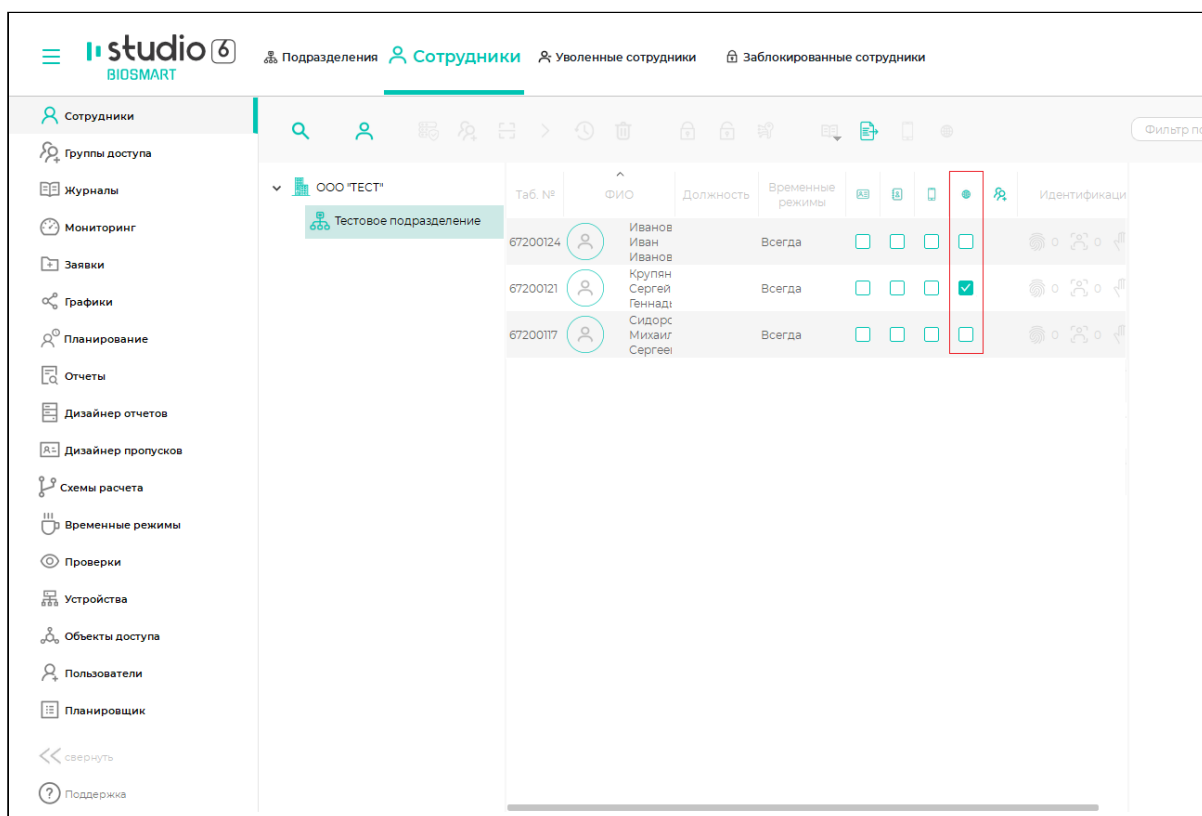 studio 6
BIOSMART
Подразделения
Сотрудники
Уволенные сотрудники
Заблокированные сотрудники
Сотрудники
Группы доступа
Журналы
Мониторинг
Заявки
Графики
Планирование
Отчеты
Дизайнер отчетов
Дизайнер пропусков
Схемы расчета
Временные режимы
Проверки
Устройства
Объекты доступа
Пользователи
Планировщик
свернуть
Поддержка
Фильтр по
ООО "ТЕСТ"
Тестовое подразделение
Таб. №
ФИО
Должность
Временные
режимы
Идентификаци
67200124
Иванов
Иван
Иванов
Всегда
0
0
67200121
Крупян
Сергей
Геннадь
Всегда
0
0
67200117
Сидоро
Михаил
Сергее
Всегда
0
0